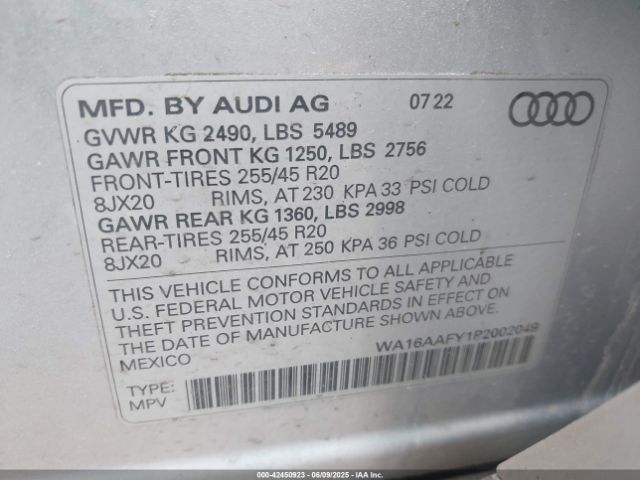 MFD. BY AUDI AG 07 22
GVWR KG 2490, LBS 5489
GAWR FRONT KG 1250, LBS 2756
FRONT-TIRES 255/45 R20
8JX20 RIMS, AT 230 KPA 33 PSI COLD
GAWR REAR KG 1360, LBS 2998
REAR-TIRES 255/45 R20
8JX20 RIMS, AT 250 KPA 36 PSI COLD
THIS VEHICLE CONFORMS TO ALL APPLICABLE
U.S. FEDERAL MOTOR VEHICLE SAFETY AND
THEFT PREVENTION STANDARDS IN EFFECT ON
THE DATE OF MANUFACTURE SHOWN ABOVE.
MEXICO WA16AAFY1P2002049
TYPE:
MPV
000-42450923 - 06/09/2025 - IAAI.COM